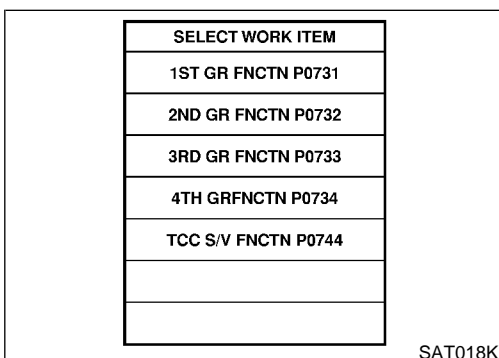 SELECT WORK ITEM
1ST GR FNCTN P0731
2ND GR FNCTN P0732
3RD GR FNCTN P0733
4TH GRFNCTN P0734
TCC S/V FNCTN P0744
SAT018K